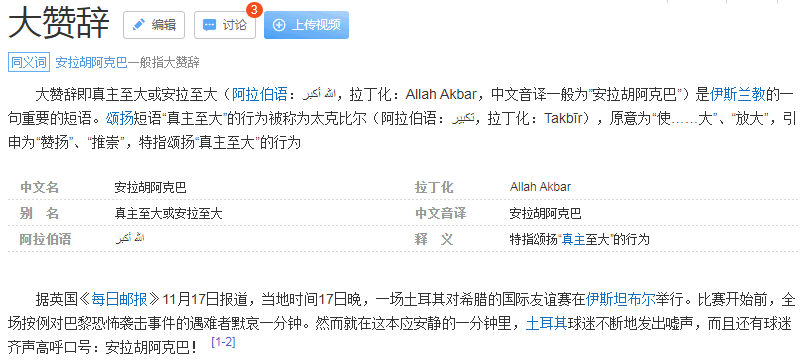 大赞辞 编辑 讨论 3 上传视频
同义词 安拉胡阿克巴一般指大赞辞
大赞辞即真主至大或安拉至大（阿拉伯语：الله أكبر，拉丁化：Allah Akbar，中文音译一般为”安拉胡阿克巴”）是伊斯兰教的一
句重要的短语。颂扬短语“真主至大”的行为被称为太克比尔（阿拉伯语：تكبير，拉丁化：Takbīr），原意为“使……大”、“放大”，引
申为“赞扬”、“推崇”，特指颂扬“真主至大”的行为
中文名 安拉胡阿克巴 拉丁化 Allah Akbar
别 名 真主至大或安拉至大 中文音译 安拉胡阿克巴
阿拉伯语 الله أكبر 释 义 特指颂扬“真主至大”的行为
据英国《每日邮报》11月17日报道，当地时间17日晚，一场土耳其对希腊的国际友谊赛在伊斯坦布尔举行。比赛开始前，全
场按例对巴黎恐怖袭击事件的遇难者默哀一分钟。然而就在这本应安静的一分钟里，土耳其球迷不断地发出嘘声，而且还有球迷
齐声高呼口号：安拉胡阿克巴！ [1-2]